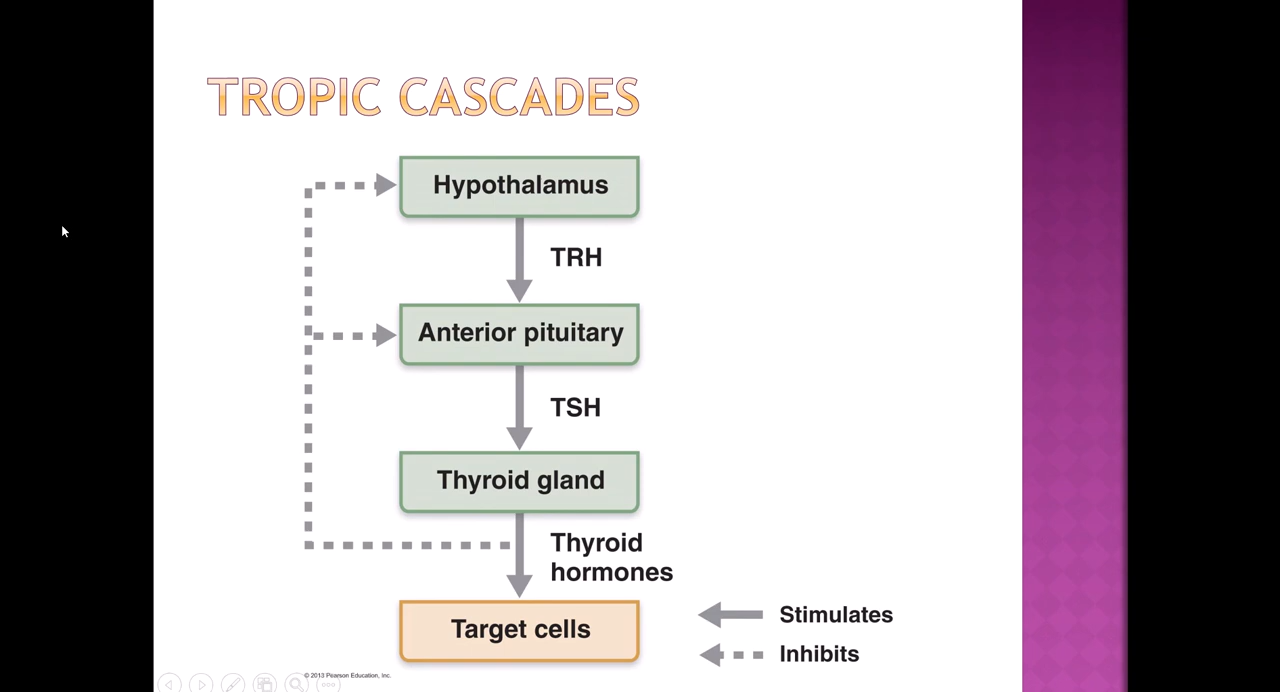 TROPIC CASCADES
Hypothalamus
TRH
Anterior pituitary
TSH
Thyroid gland
Thyroid
hormones
Target cells
Stimulates
Inhibits
© 2013 Pearson Education, Inc.